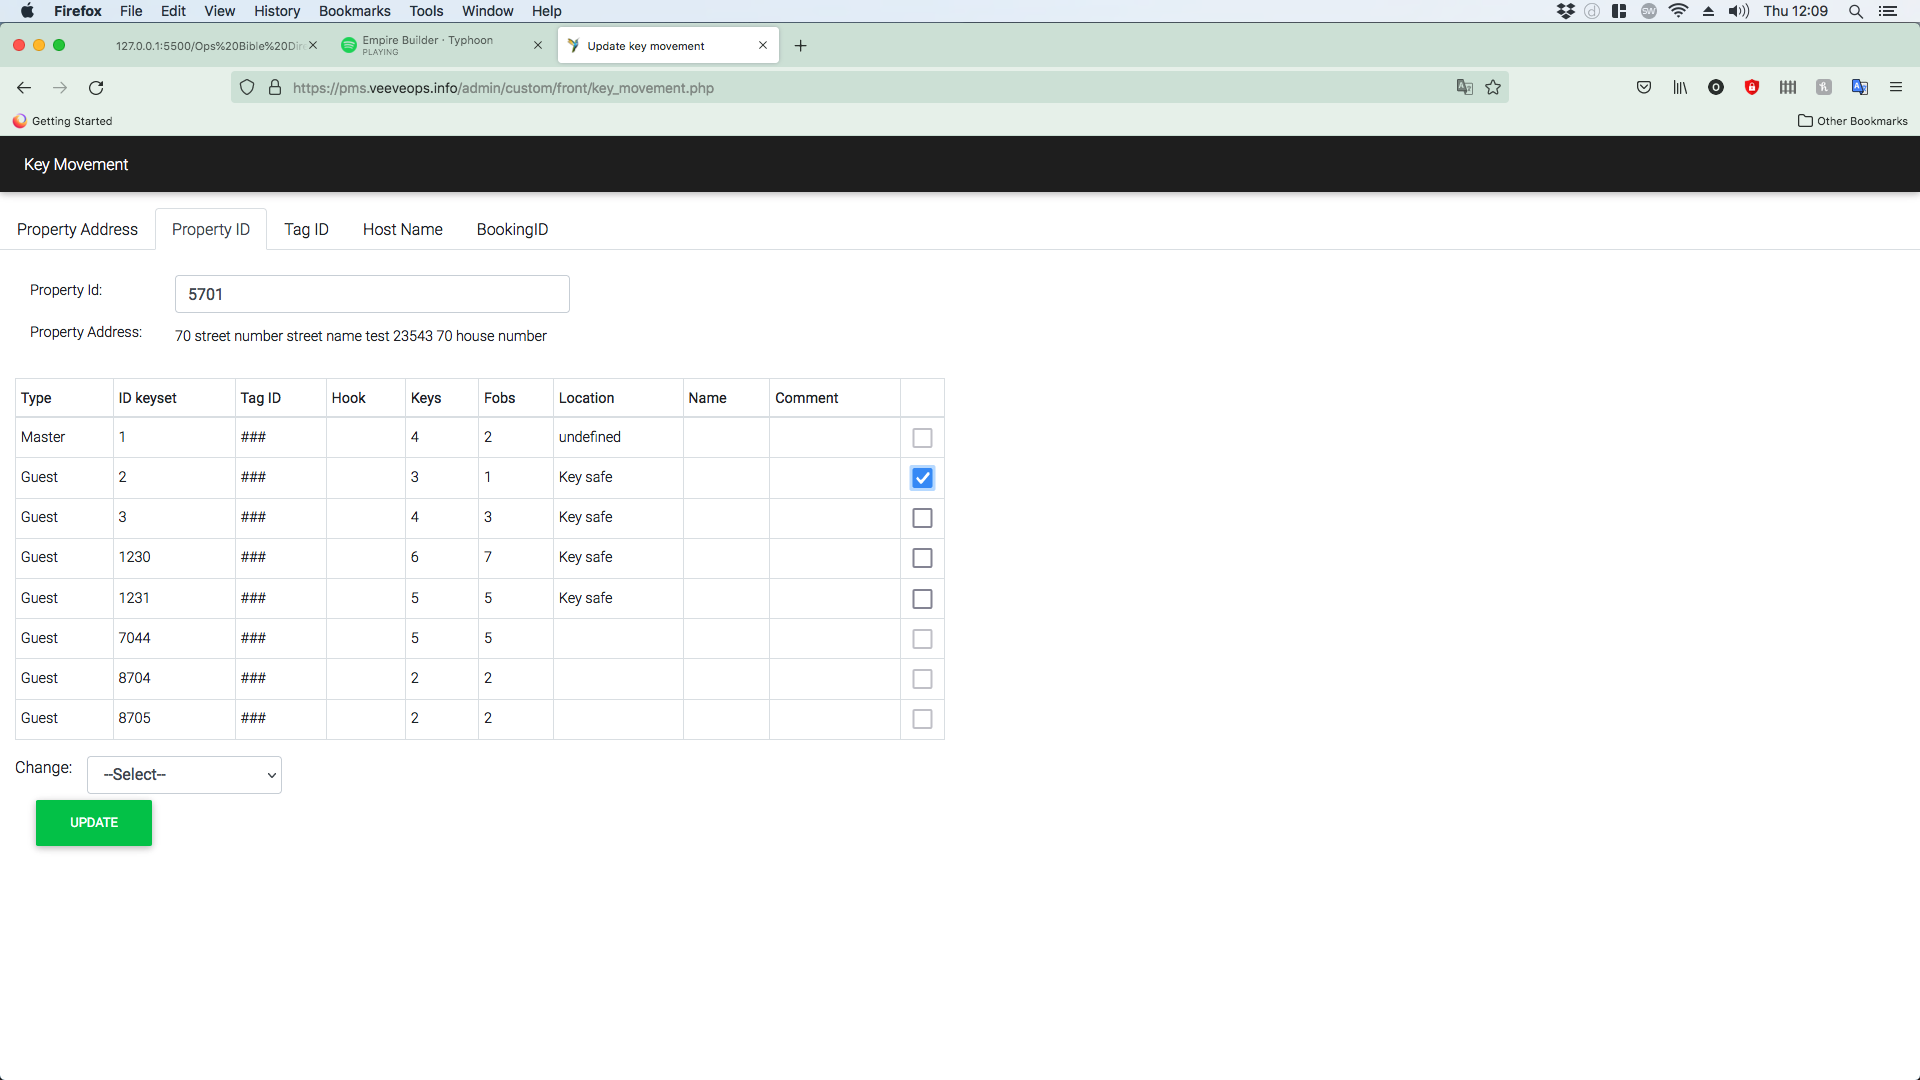 Firefox File Edit View History Bookmarks Tools Window Help Thu 12:09
127.0.0.1:5500/Ops%20Bible%20Dire Empire Builder · Typhoon Update key movement
PLAYING
https://pms.veeveops.info/admin/custom/front/key_movement.php
Getting Started Other Bookmarks
Key Movement
Property Address Property ID Tag ID Host Name BookingID
Property Id: 5701
Property Address: 70 street number street name test 23543 70 house number
Type ID keyset Tag ID Hook Keys Fobs Location Name Comment
Master 1 ### 4 2 undefined
Guest 2 ### 3 1 Key safe
Guest 3 ### 4 3 Key safe
Guest 1230 ### 6 7 Key safe
Guest 1231 ### 5 5 Key safe
Guest 7044 ### 5 5
Guest 8704 ### 2 2
Guest 8705 ### 2 2
Change: --Select--
UPDATE